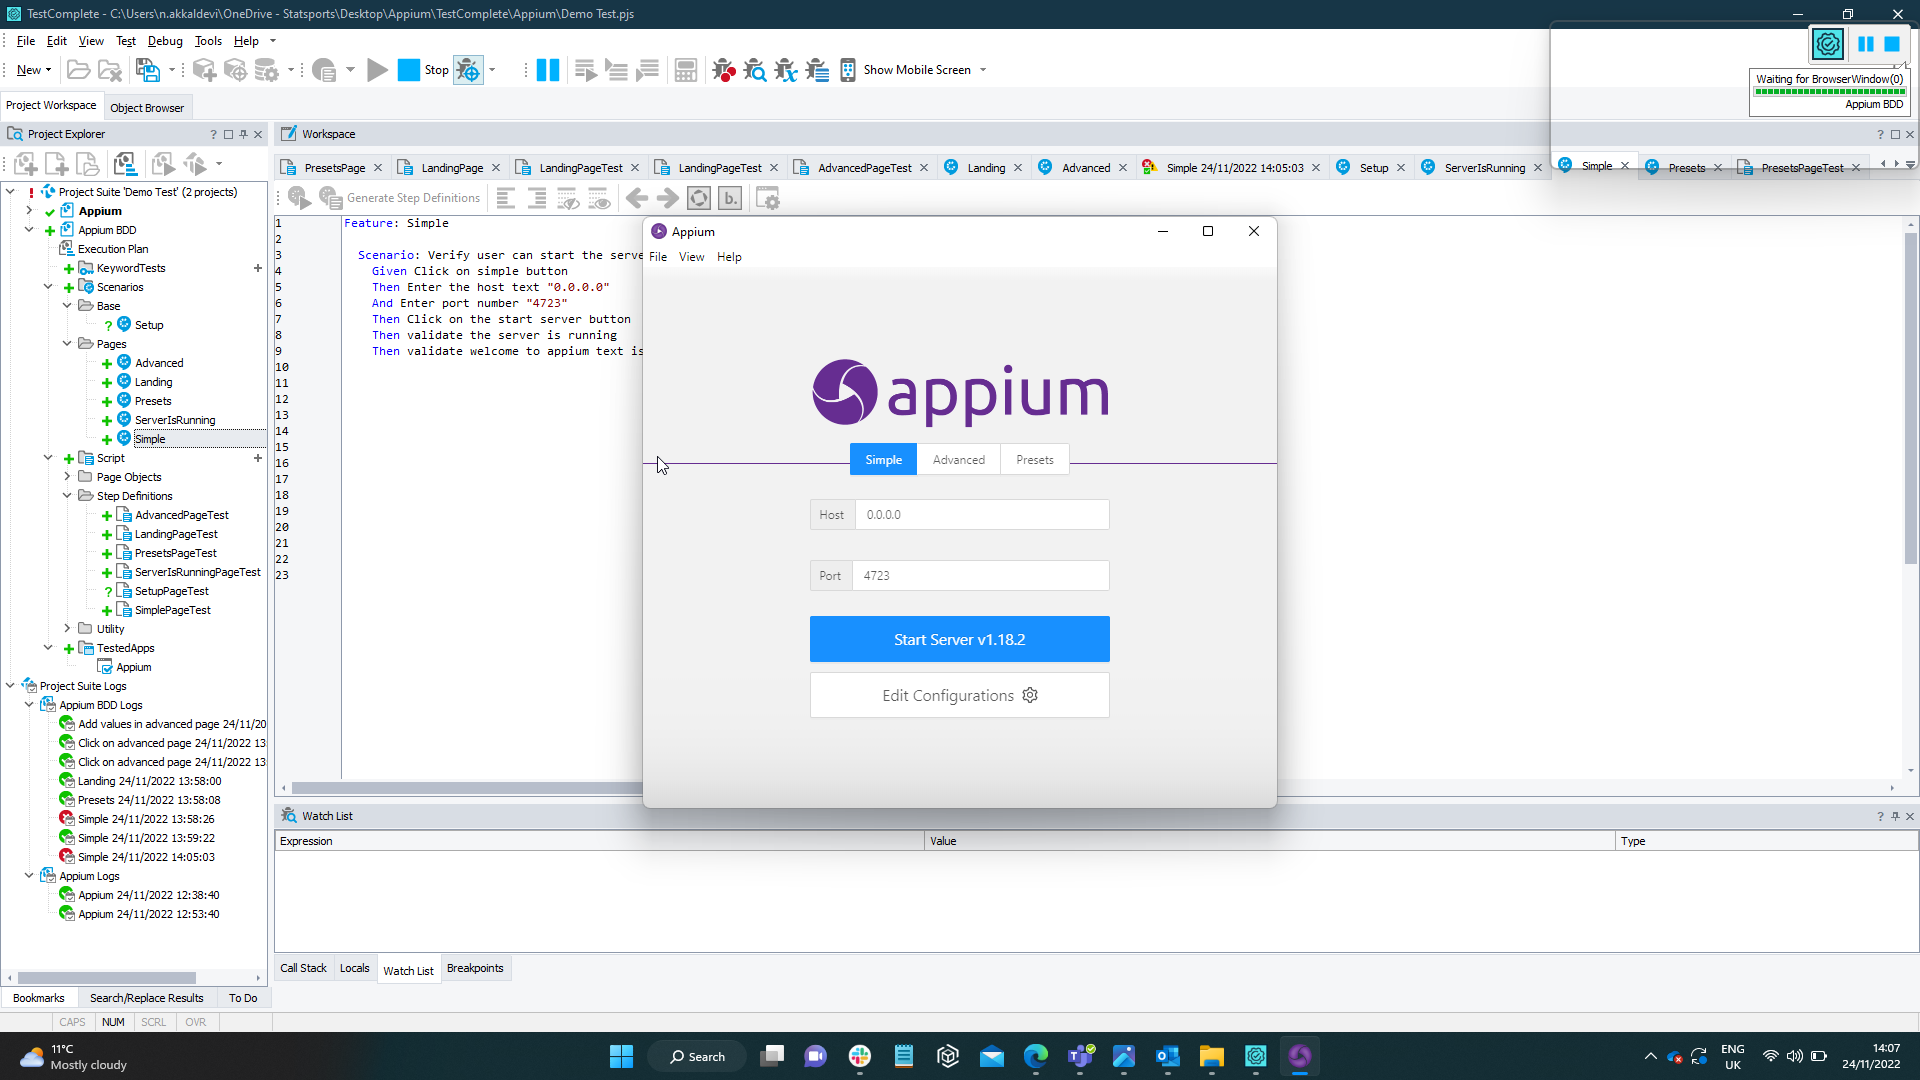 TestComplete - C:\Users\n.akkaldevi\OneDrive - Statsports\Desktop\Appium\TestComplete\Appium\Demo Test.pjs
File Edit View Test Debug Tools Help
New Stop Show Mobile Screen
Waiting for BrowserWindow(0)
Appium BDD
Project Workspace Object Browser
Project Explorer
Workspace
PresetsPage LandingPage LandingPageTest LandingPageTest AdvancedPageTest Landing Advanced Simple 24/11/2022 14:05:03 Setup ServerIsRunning Simple Presets PresetsPageTest
Generate Step Definitions
Project Suite 'Demo Test' (2 projects)
Appium
Appium BDD
Execution Plan
KeywordTests
Scenarios
Base
Setup
Pages
Advanced
Landing
Presets
ServerIsRunning
Simple
Script
Page Objects
Step Definitions
AdvancedPageTest
LandingPageTest
PresetsPageTest
ServerIsRunningPageTest
SetupPageTest
SimplePageTest
Utility
TestedApps
Appium
Project Suite Logs
Appium BDD Logs
Add values in advanced page 24/11/20
Click on advanced page 24/11/2022 13
Click on advanced page 24/11/2022 13
Landing 24/11/2022 13:58:00
Presets 24/11/2022 13:58:08
Simple 24/11/2022 13:58:26
Simple 24/11/2022 13:59:22
Simple 24/11/2022 14:05:03
Appium Logs
Appium 24/11/2022 12:38:40
Appium 24/11/2022 12:53:40
1 Feature: Simple
2
3 Scenario: Verify user can start the serve
4 Given Click on simple button
5 Then Enter the host text "0.0.0.0"
6 And Enter port number "4723"
7 Then Click on the start server button
8 Then validate the server is running
9 Then validate welcome to appium text is
10
11
12
13
14
15
16
17
18
19
20
21
22
23
Appium
File View Help
appium
Simple Advanced Presets
Host 0.0.0.0
Port 4723
Start Server v1.18.2
Edit Configurations
Watch List
Expression Value Type
Call Stack Locals Watch List Breakpoints
Bookmarks Search/Replace Results To Do
CAPS NUM SCRL OVR
11°C
Mostly cloudy
Search
ENG
UK
14:07
24/11/2022